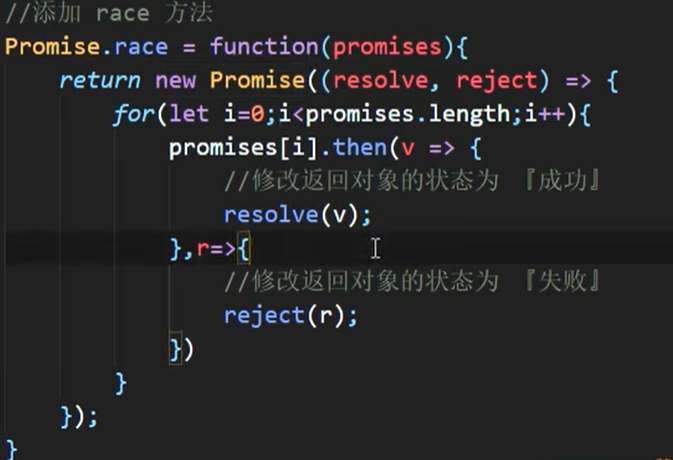 //添加 race 方法
Promise.race = function(promises){
    return new Promise((resolve, reject) => {
        for(let i=0;i<promises.length;i++){
            promises[i].then(v => {
                //修改返回对象的状态为 『成功』
                resolve(v);
            },r=>{
                //修改返回对象的状态为 『失败』
                reject(r);
            })
        }
    });
}